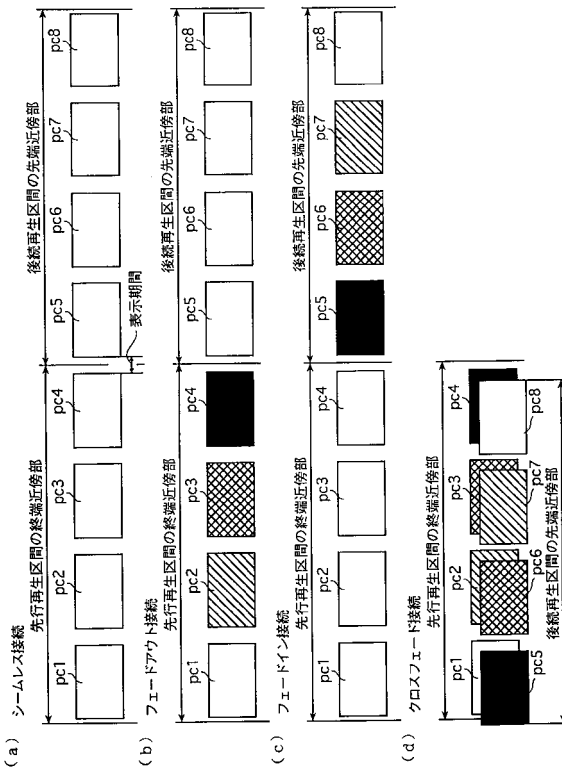 (a) シームレス接続
先行再生区間の終端近傍部
後続再生区間の先端近傍部
pc1
pc2
pc3
pc4
pc5
pc6
pc7
pc8
表示期間
(b) フェードアウト接続
先行再生区間の終端近傍部
後続再生区間の先端近傍部
pc1
pc2
pc3
pc4
pc5
pc6
pc7
pc8
(c) フェードイン接続
先行再生区間の終端近傍部
後続再生区間の先端近傍部
pc1
pc2
pc3
pc4
pc5
pc6
pc7
pc8
(d) クロスフェード接続
先行再生区間の終端近傍部
pc1
pc2
pc3
pc4
pc5
pc6
pc7
pc8
後続再生区間の先端近傍部